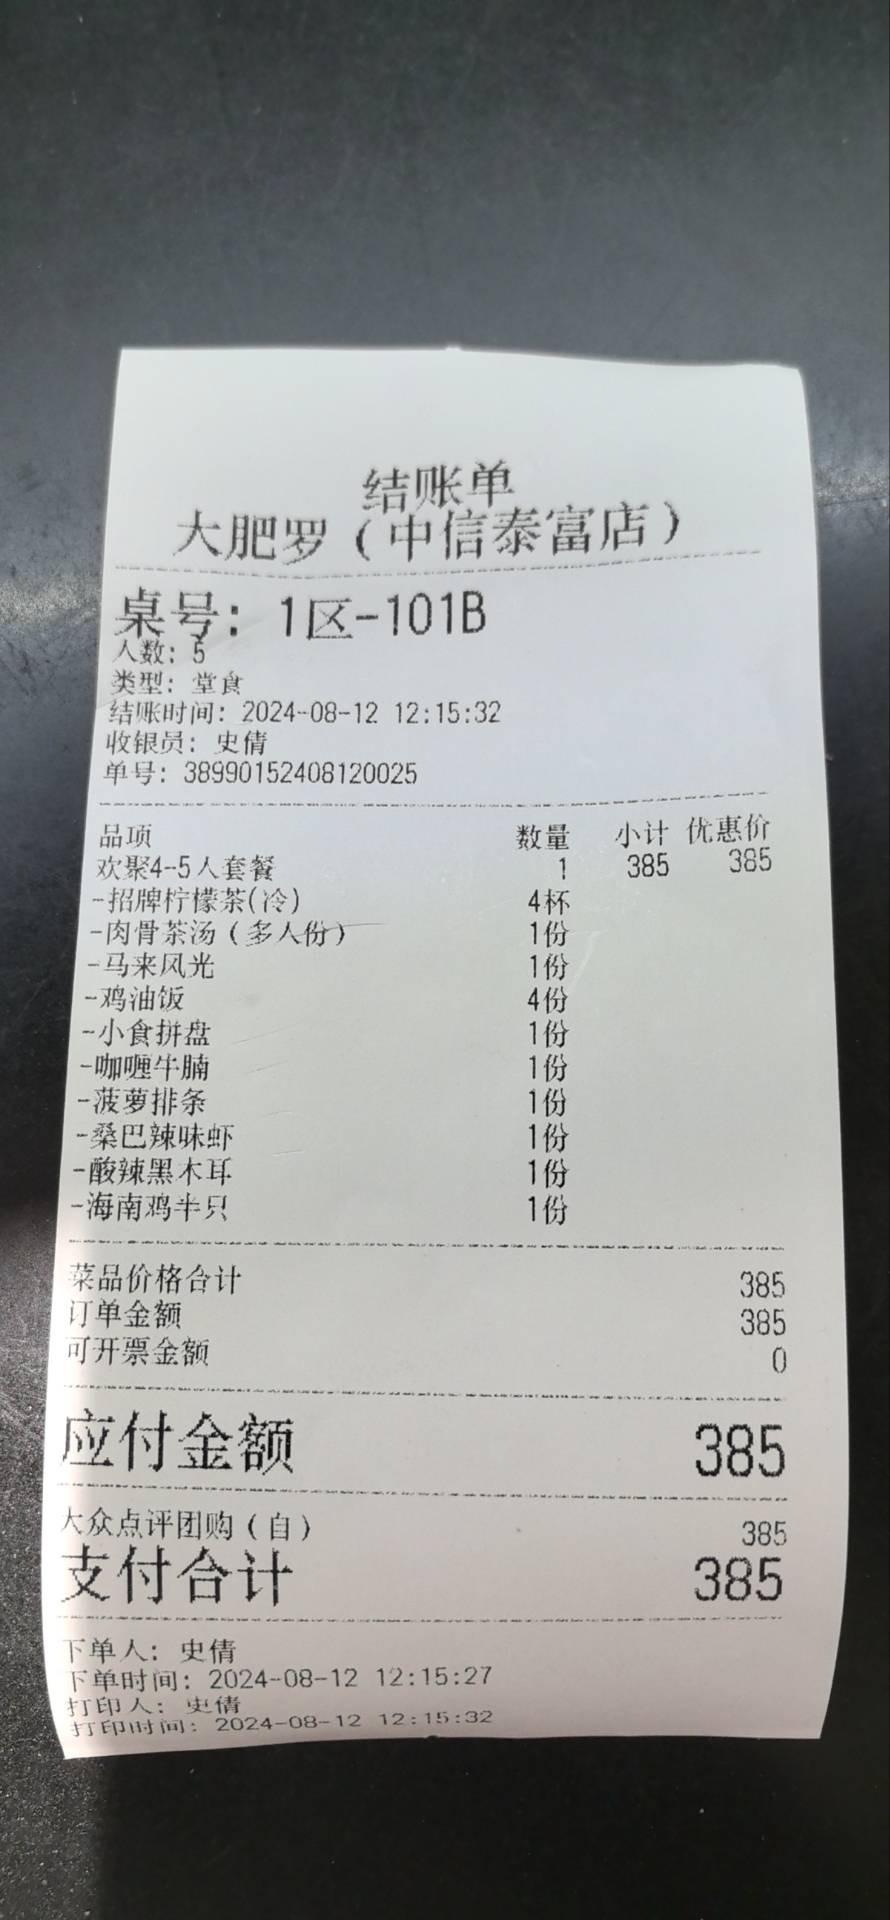 结账单
大肥罗（中信泰富店）
桌号：1区-101B
人数：5
类型：堂食
结账时间：2024-08-12 12:15:32
收银员：史倩
单号：38990152408120025
品项 数量 小计 优惠价
欢聚4-5人套餐 1 385 385
-招牌柠檬茶(冷) 4杯
-肉骨茶汤（多人份） 1份
-马来风光 1份
-鸡油饭 4份
-小食拼盘 1份
-咖喱牛腩 1份
-菠萝排条 1份
-桑巴辣味虾 1份
-酸辣黑木耳 1份
-海南鸡半只 1份
菜品价格合计 385
订单金额 385
可开票金额 0
应付金额 385
大众点评团购（自） 385
支付合计 385
下单人：史倩
下单时间：2024-08-12 12:15:27
打印人：史倩
打印时间：2024-08-12 12:15:32